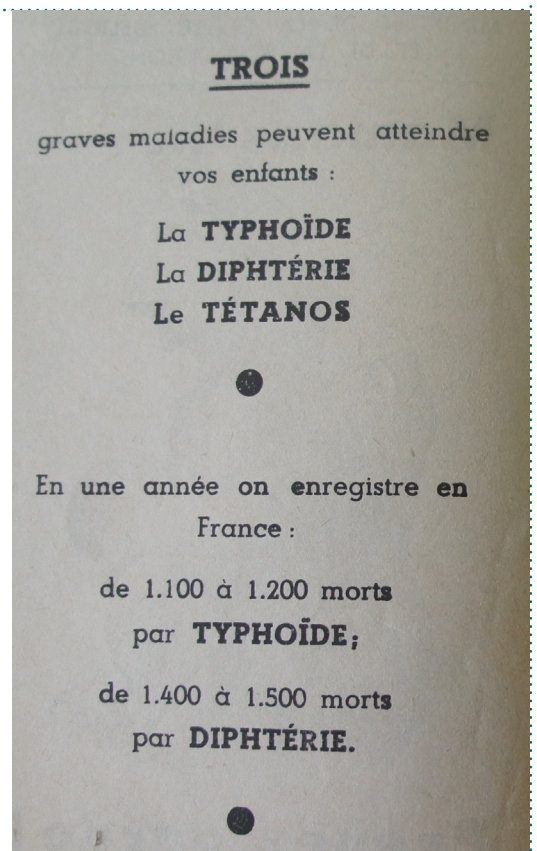 TROIS
graves maladies peuvent atteindre
vos enfants :
La TYPHOÏDE
La DIPHTÉRIE
Le TÉTANOS
En une année on enregistre en
France :
de 1.100 à 1.200 morts
par TYPHOÏDE;
de 1.400 à 1.500 morts
par DIPHTÉRIE.